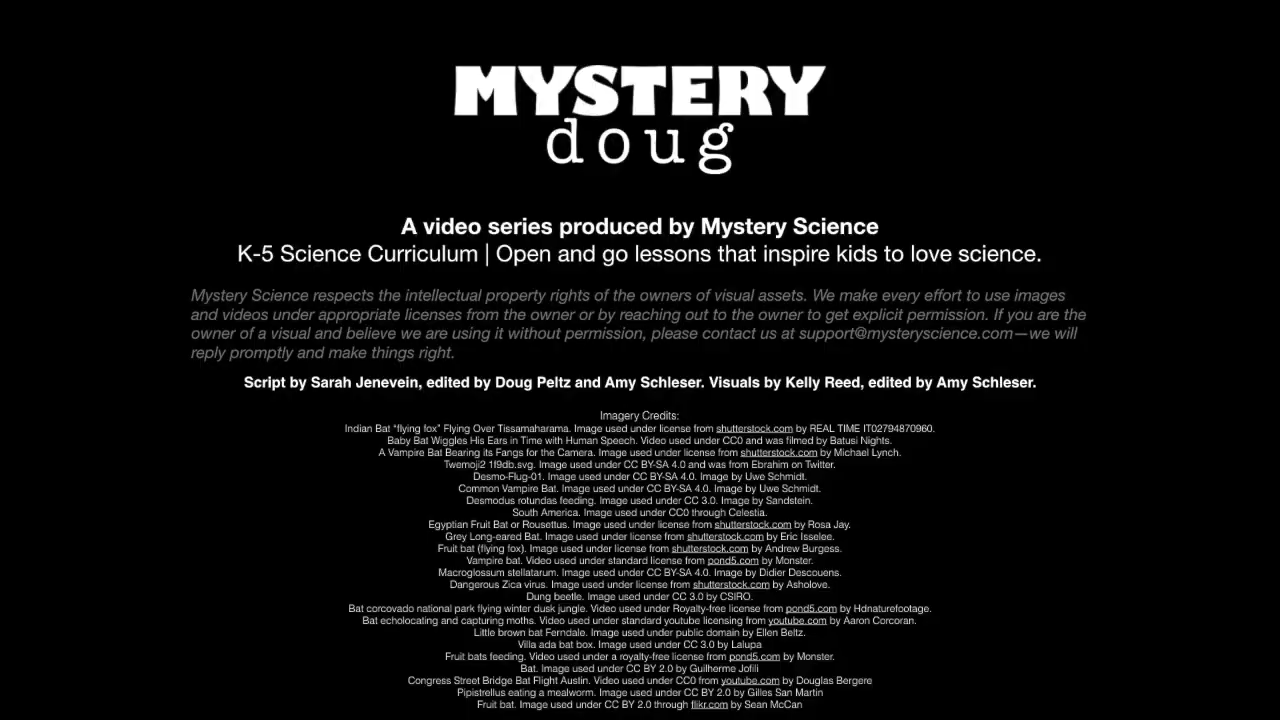 MYSTERY
doug
A video series produced by Mystery Science
K-5 Science Curriculum | Open and go lessons that inspire kids to love science.
Mystery Science respects the intellectual property rights of the owners of visual assets. We make every effort to use images
and videos under appropriate licenses from the owner or by reaching out to the owner to get explicit permission. If you are the
owner of a visual and believe we are using it without permission, please contact us at support@mysteryscience.com—we will
reply promptly and make things right.
Script by Sarah Jenevein, edited by Doug Peltz and Amy Schleser. Visuals by Kelly Reed, edited by Amy Schleser.
Imagery Credits:
Indian Bat “flying fox” Flying Over Tissamaharama. Image used under license from shutterstock.com by REAL TIME IT02794870960.
Baby Bat Wiggles His Ears in Time with Human Speech. Video used under CC0 and was filmed by Batusi Nights.
A Vampire Bat Bearing its Fangs for the Camera. Image used under license from shutterstock.com by Michael Lynch.
Twemoji2 1f9db.svg. Image used under CC BY-SA 4.0 and was from Ebrahim on Twitter.
Desmo-Flug-01. Image used under CC BY-SA 4.0. Image by Uwe Schmidt.
Common Vampire Bat. Image used under CC BY-SA 4.0. Image by Uwe Schmidt.
Desmodus rotundas feeding. Image used under CC 3.0. Image by Sandstein.
South America. Image used under CC0 through Celestia.
Egyptian Fruit Bat or Rousettus. Image used under license from shutterstock.com by Rosa Jay.
Grey Long-eared Bat. Image used under license from shutterstock.com by Eric Isselee.
Fruit bat (flying fox). Image used under license from shutterstock.com by Andrew Burgess.
Vampire bat. Video used under standard license from pond5.com by Monster.
Macroglossum stellatarum. Image used under CC BY-SA 4.0. Image by Didier Descouens.
Dangerous Zica virus. Image used under license from shutterstock.com by Asholove.
Dung beetle. Image used under CC 3.0 by CSIRO.
Bat corcovado national park flying winter dusk jungle. Video used under Royalty-free license from pond5.com by Hdnaturefootage.
Bat echolocating and capturing moths. Video used under standard youtube licensing from youtube.com by Aaron Corcoran.
Little brown bat Ferndale. Image used under public domain by Ellen Beltz.
Villa ada bat box. Image used under CC 3.0 by Lalupa
Fruit bats feeding. Video used under a royalty-free license from pond5.com by Monster.
Bat. Image used under CC BY 2.0 by Guilherme Jofili
Congress Street Bridge Bat Flight Austin. Video used under CC0 from youtube.com by Douglas Bergere
Pipistrellus eating a mealworm. Image used under CC BY 2.0 by Gilles San Martin
Fruit bat. Image used under CC BY 2.0 through flikr.com by Sean McCan